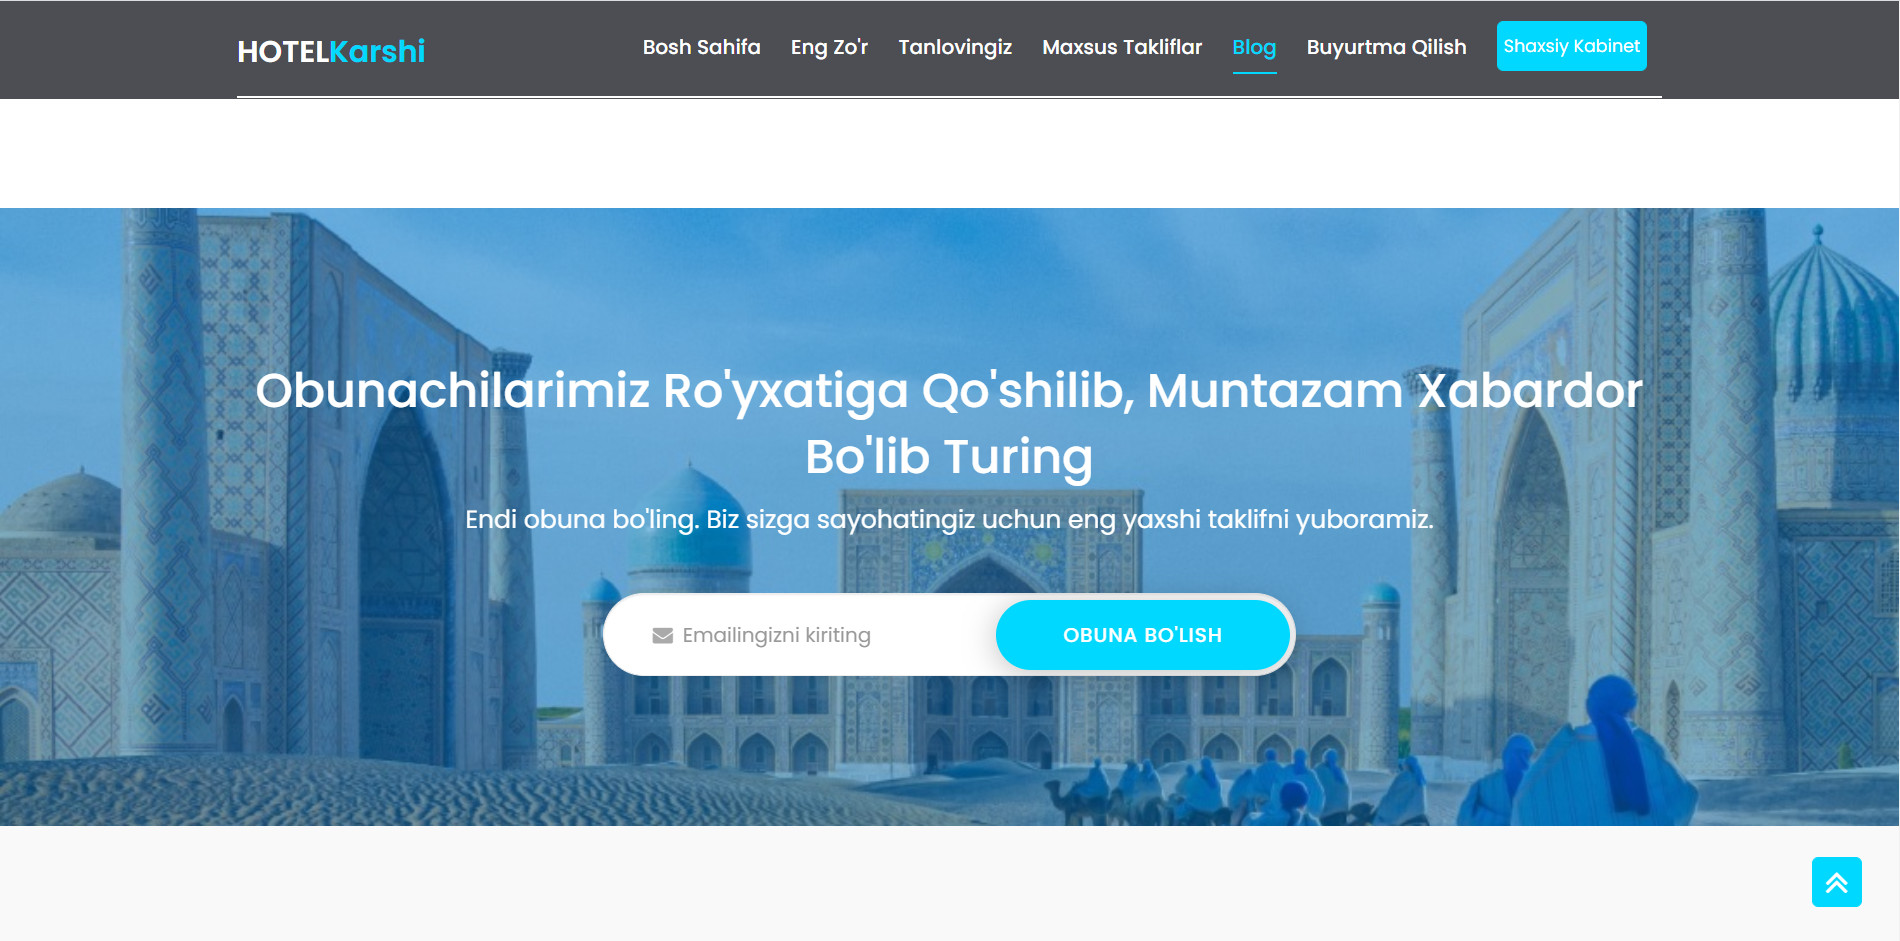 HOTELKarshi
Bosh Sahifa Eng Zo'r Tanlovingiz Maxsus Takliflar Blog Buyurtma Qilish Shaxsiy Kabinet
Obunachilarimiz Ro'yxatiga Qo'shilib, Muntazam Xabardor
Bo'lib Turing
Endi obuna bo'ling. Biz sizga sayohatingiz uchun eng yaxshi taklifni yuboramiz.
Emailingizni kiriting
OBUNA BO'LISH